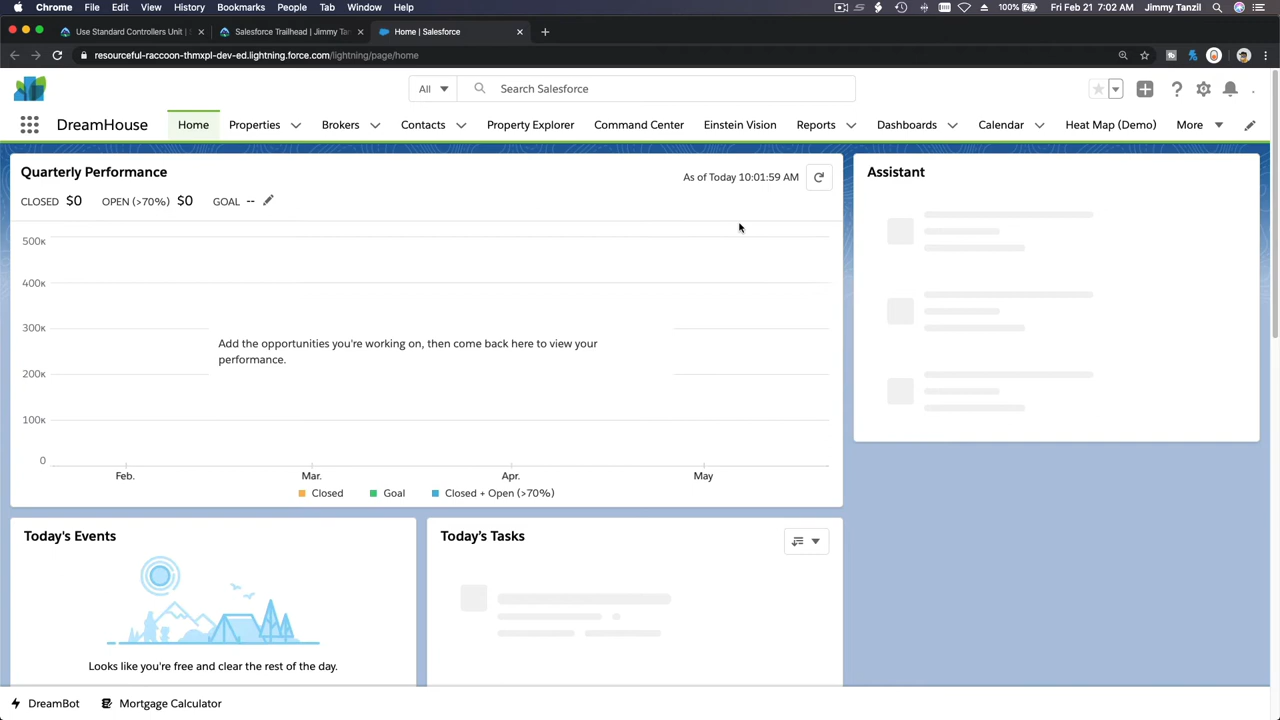 Chrome File Edit View History Bookmarks People Tab Window Help 100% Fri Feb 21 7:02 AM Jimmy Tanzil
Use Standard Controllers Unit | Salesforce Trailhead | Jimmy Tan Home | Salesforce
resourceful-raccoon-thmxpl-dev-ed.lightning.force.com/lightning/page/home
All Search Salesforce
DreamHouse Home Properties Brokers Contacts Property Explorer Command Center Einstein Vision Reports Dashboards Calendar Heat Map (Demo) More
Quarterly Performance
As of Today 10:01:59 AM
CLOSED $0 OPEN (>70%) $0 GOAL --
Assistant
500K
400K
300K
200K
100K
0
Add the opportunities you're working on, then come back here to view your
performance.
Feb. Mar. Apr. May
Closed Goal Closed + Open (>70%)
Today's Events
Looks like you're free and clear the rest of the day.
Today's Tasks
DreamBot Mortgage Calculator